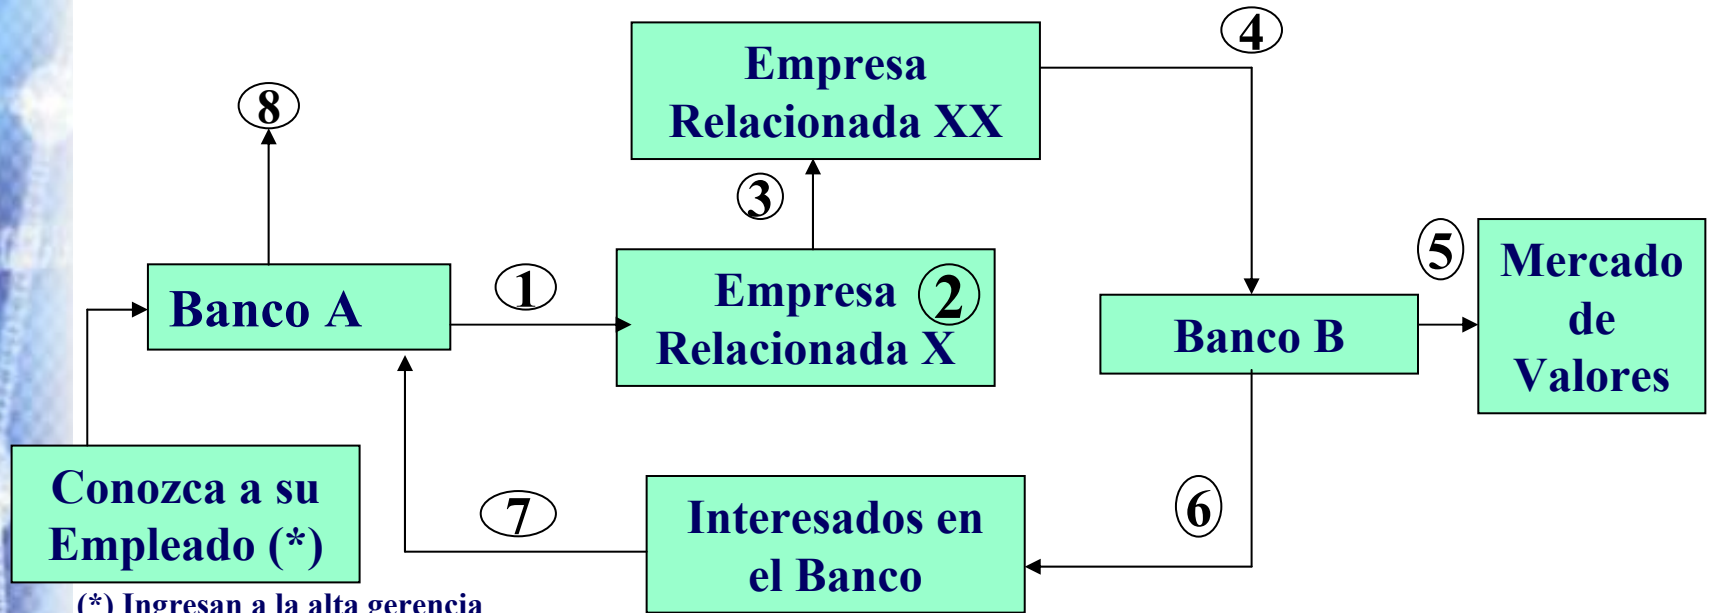 4
Empresa
Relacionada XX
8
3
5
Mercado
de
Valores
1
Empresa
Relacionada X
2
Banco A
Banco B
Conozca a su
Empleado (*)
7
Interesados en
el Banco
6
(*) Ingresan a la alta gerencia